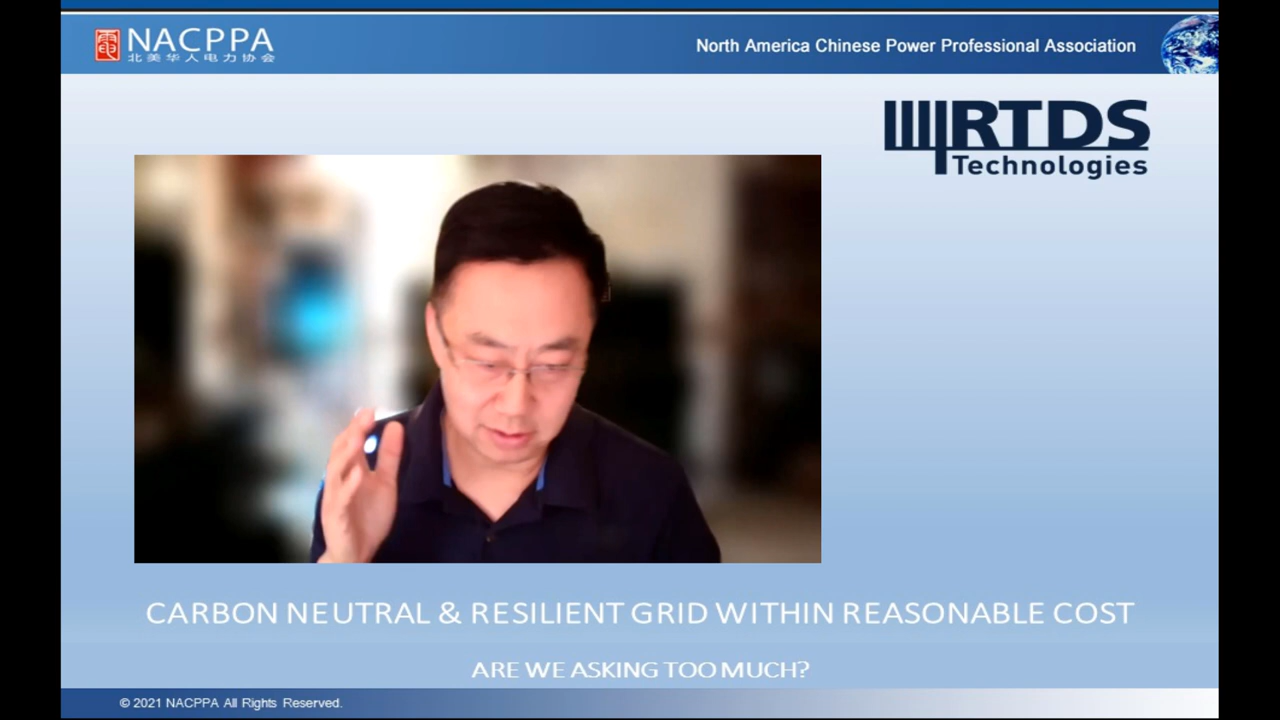 NACPPA
北美华人电力协会
North America Chinese Power Professional Association
RTDS
Technologies
CARBON NEUTRAL & RESILIENT GRID WITHIN REASONABLE COST
ARE WE ASKING TOO MUCH?
© 2021 NACPPA All Rights Reserved.